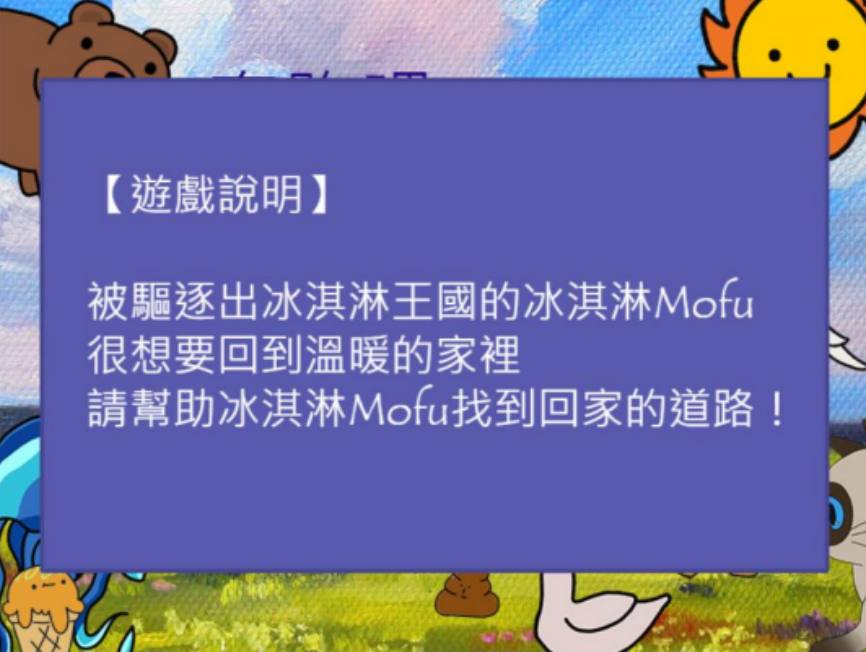 【遊戲說明】
被驅逐出冰淇淋王國的冰淇淋Mofu
很想要回到溫暖的家裡
請幫助冰淇淋Mofu找到回家的道路！